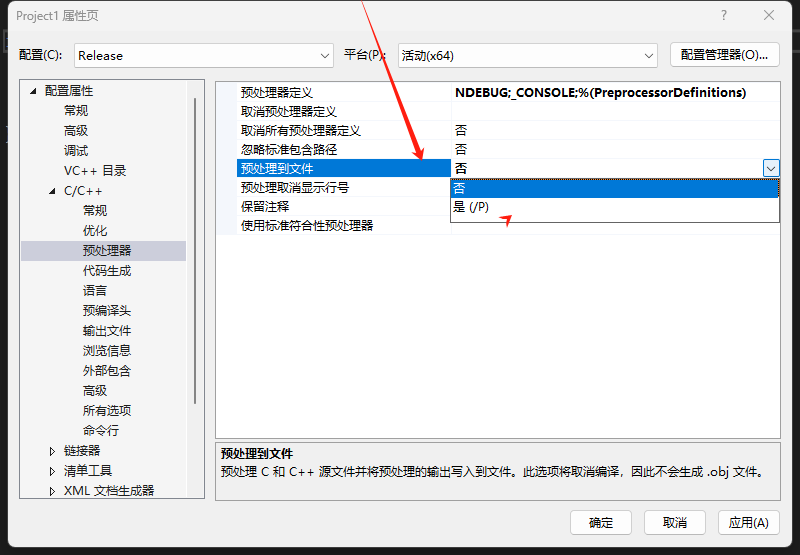 Project1 属性页
配置(C): Release 平台(P): 活动(x64) 配置管理器(O)...
配置属性
常规
高级
调试
VC++ 目录
C/C++
常规
优化
预处理器
代码生成
语言
预编译头
输出文件
浏览信息
外部包含
高级
所有选项
命令行
链接器
清单工具
XML 文档生成器
预处理器定义 NDEBUG;_CONSOLE;%(PreprocessorDefinitions)
取消预处理器定义
取消所有预处理器定义 否
忽略标准包含路径 否
预处理到文件 否
预处理取消显示行号 否
保留注释 是 (/P)
使用标准符合性预处理器
预处理到文件
预处理 C 和 C++ 源文件并将预处理的输出写入到文件。此选项将取消编译，因此不会生成 .obj 文件。
确定 取消 应用(A)